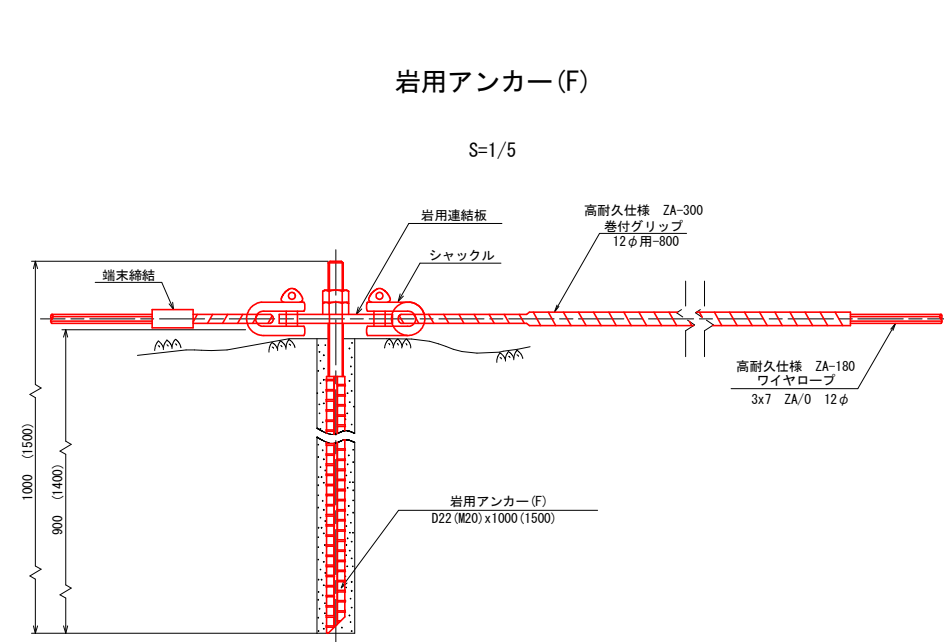 岩用アンカー(F)
S=1/5
岩用連結板
高耐久仕様 ZA-300
巻付グリップ
12φ用-800
シャックル
端末締結
高耐久仕様 ZA-180
ワイヤロープ
3x7 ZA/O 12φ
1000 (1500)
900 (1400)
岩用アンカー(F)
D22(M20)x1000(1500)